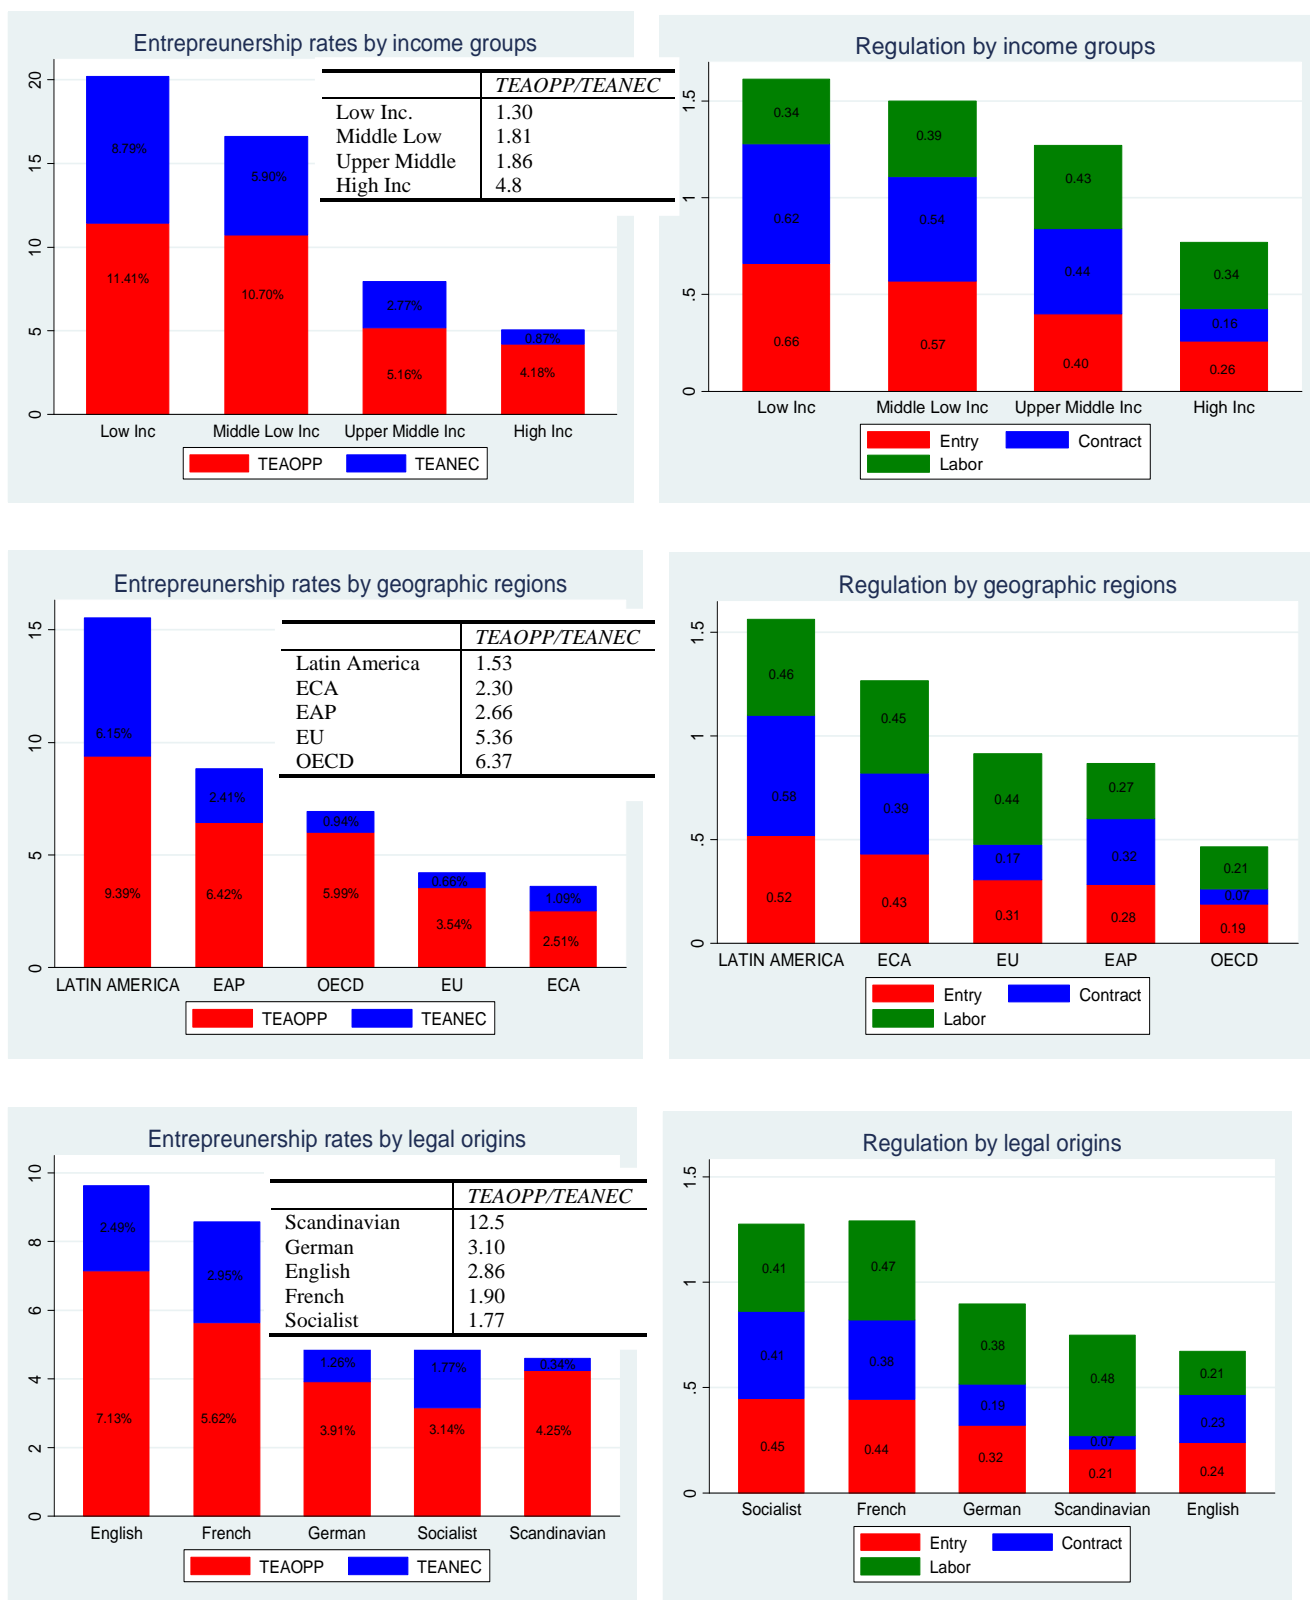 Entrepreunership rates by income groups
20
15
10
5
0
8.79%
5.90%
2.77%
0.87%
11.41%
10.70%
5.16%
4.18%
Low Inc Middle Low Inc Upper Middle Inc High Inc
TEAOPP TEANEC
TEAOPP/TEANEC
Low Inc. 1.30
Middle Low 1.81
Upper Middle 1.86
High Inc 4.8
Regulation by income groups
1.5
1
.5
0
0.34
0.39
0.43
0.34
0.62
0.54
0.44
0.16
0.66
0.57
0.40
0.26
Low Inc Middle Low Inc Upper Middle Inc High Inc
Entry Contract
Labor
Entrepreunership rates by geographic regions
15
10
5
0
6.15%
2.41%
0.94%
0.66%
1.09%
9.39%
6.42%
5.99%
3.54%
2.51%
LATIN AMERICA EAP OECD EU ECA
TEAOPP TEANEC
TEAOPP/TEANEC
Latin America 1.53
ECA 2.30
EAP 2.66
EU 5.36
OECD 6.37
Regulation by geographic regions
1.5
1
.5
0
0.46
0.45
0.44
0.27
0.21
0.58
0.39
0.17
0.32
0.07
0.52
0.43
0.31
0.28
0.19
LATIN AMERICA ECA EU EAP OECD
Entry Contract
Labor
Entrepreunership rates by legal origins
10
8
6
4
2
0
2.49%
2.95%
1.26%
1.77%
0.34%
7.13%
5.62%
3.91%
3.14%
4.25%
English French German Socialist Scandinavian
TEAOPP TEANEC
TEAOPP/TEANEC
Scandinavian 12.5
German 3.10
English 2.86
French 1.90
Socialist 1.77
Regulation by legal origins
1.5
1
.5
0
0.41
0.47
0.38
0.48
0.21
0.41
0.38
0.19
0.07
0.23
0.45
0.44
0.32
0.21
0.24
Socialist French German Scandinavian English
Entry Contract
Labor